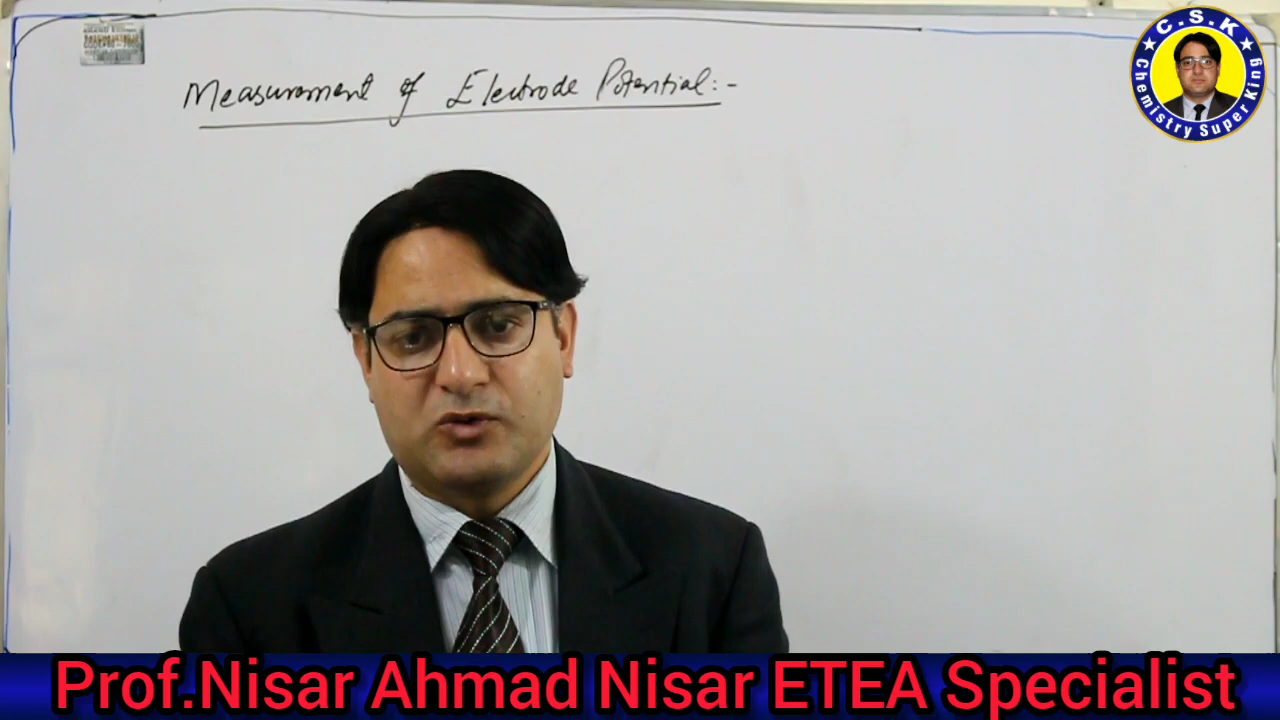 Measurement of Electrode Potential:-
C.S.K
Chemistry Super King
Prof.Nisar Ahmad Nisar ETEA Specialist